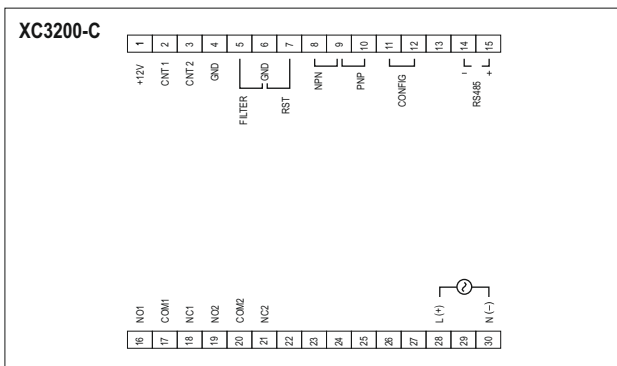 XC3200-C
1 2 3 4 5 6 7 8 9 10 11 12 13 14 15
+12V CNT 1 CNT 2 GND GND NPN – +
FILTER RST PNP CONFIG RS485
L (+) N (–)
NO1 COM1 NC1 NO2 COM2 NC2
16 17 18 19 20 21 22 23 24 25 26 27 28 29 30